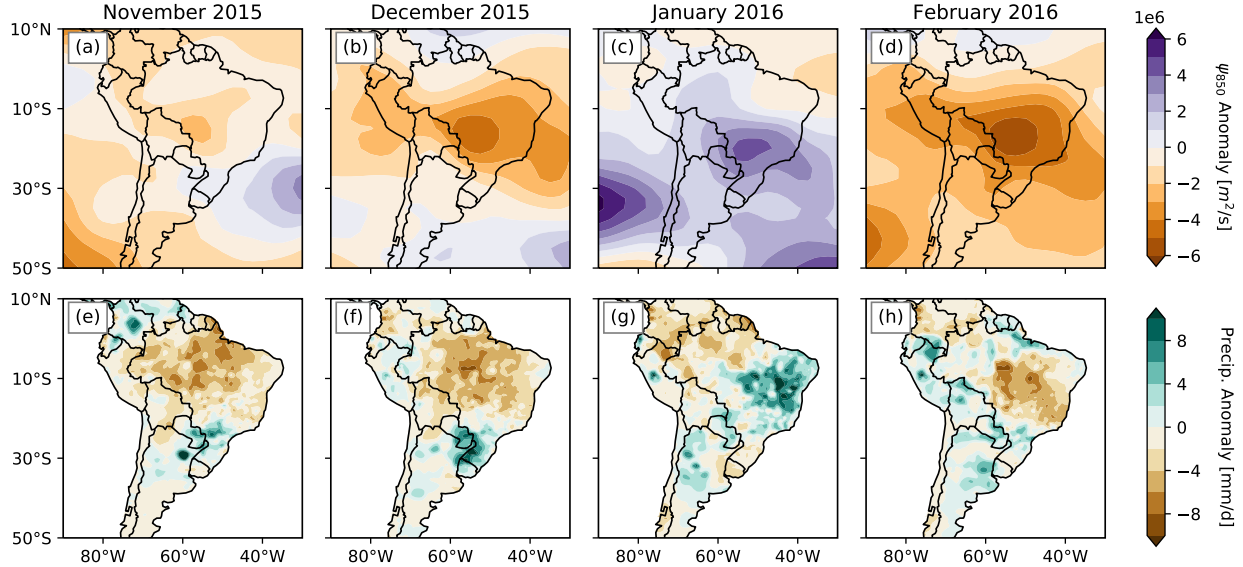 November 2015
December 2015
January 2016
February 2016
1e6
10°N
10°S
30°S
50°S
(a)
(b)
(c)
(d)
6
4
2
0
−2
−4
−6
ψ850 Anomaly [m²/s]
10°N
10°S
30°S
50°S
(e)
(f)
(g)
(h)
80°W 60°W 40°W
80°W 60°W 40°W
80°W 60°W 40°W
80°W 60°W 40°W
8
4
0
−4
−8
Precip. Anomaly [mm/d]